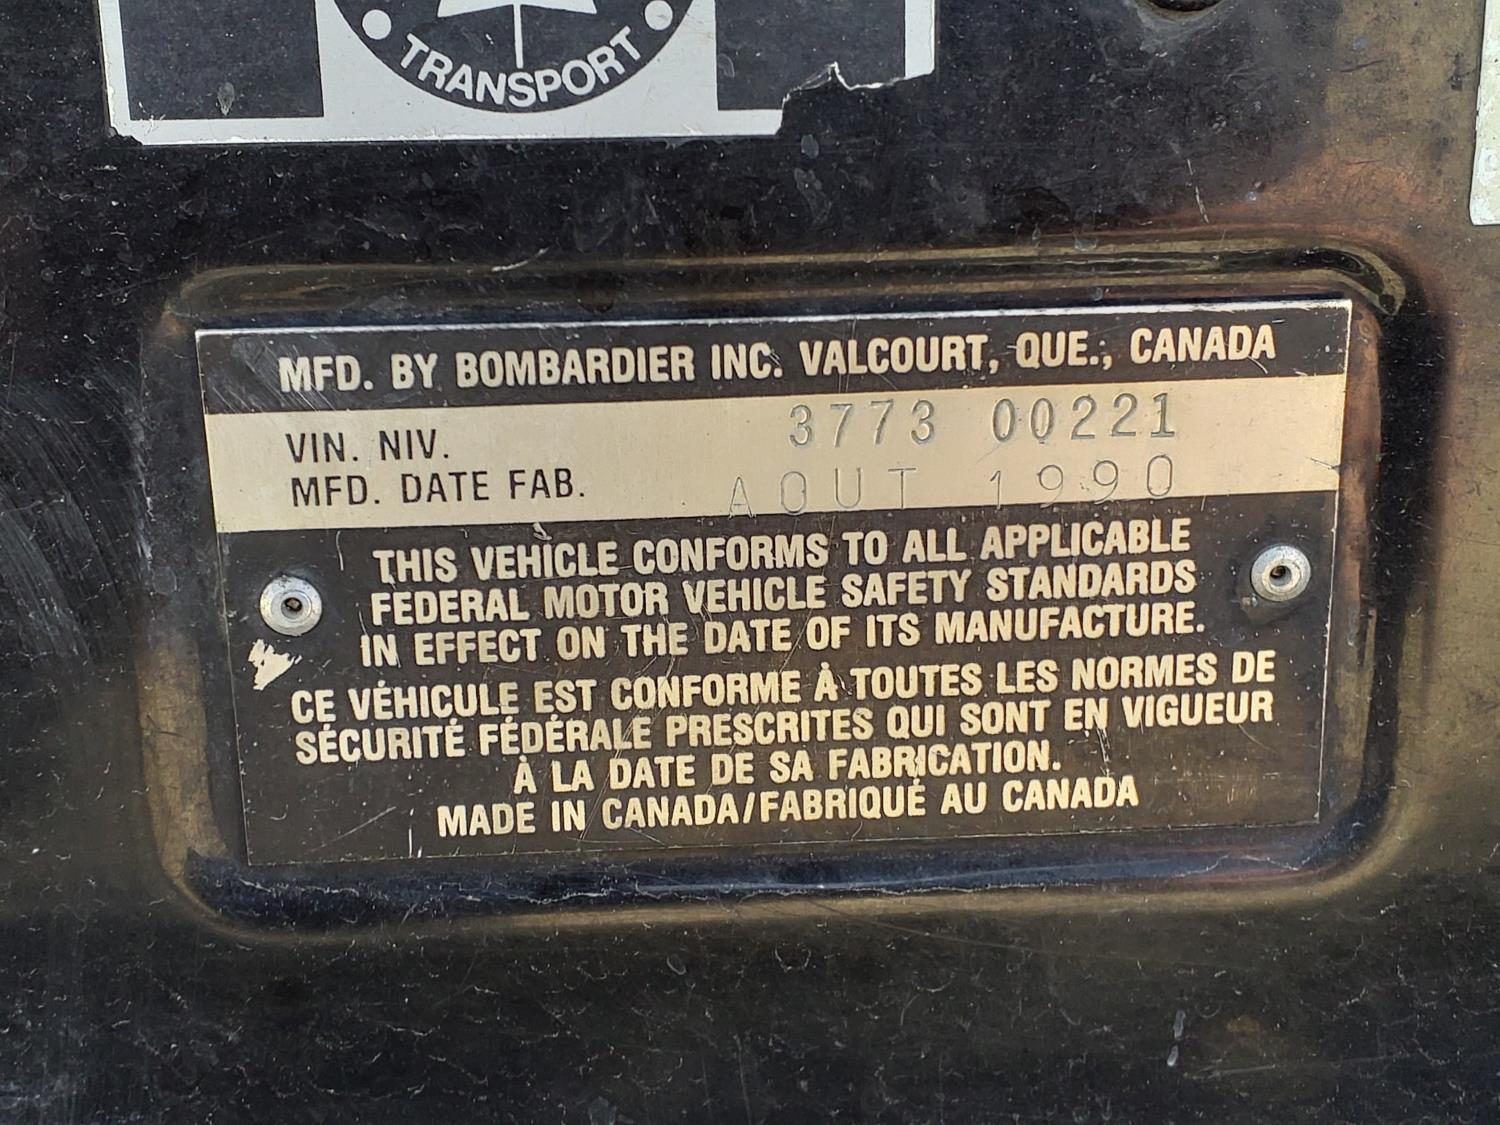 TRANSPORT
MFD. BY BOMBARDIER INC. VALCOURT, QUE., CANADA
VIN. NIV. 3773 00221
MFD. DATE FAB. AOUT 1990
THIS VEHICLE CONFORMS TO ALL APPLICABLE
FEDERAL MOTOR VEHICLE SAFETY STANDARDS
IN EFFECT ON THE DATE OF ITS MANUFACTURE.
CE VÉHICULE EST CONFORME À TOUTES LES NORMES DE
SÉCURITÉ FÉDÉRALE PRESCRITES QUI SONT EN VIGUEUR
À LA DATE DE SA FABRICATION.
MADE IN CANADA/FABRIQUÉ AU CANADA